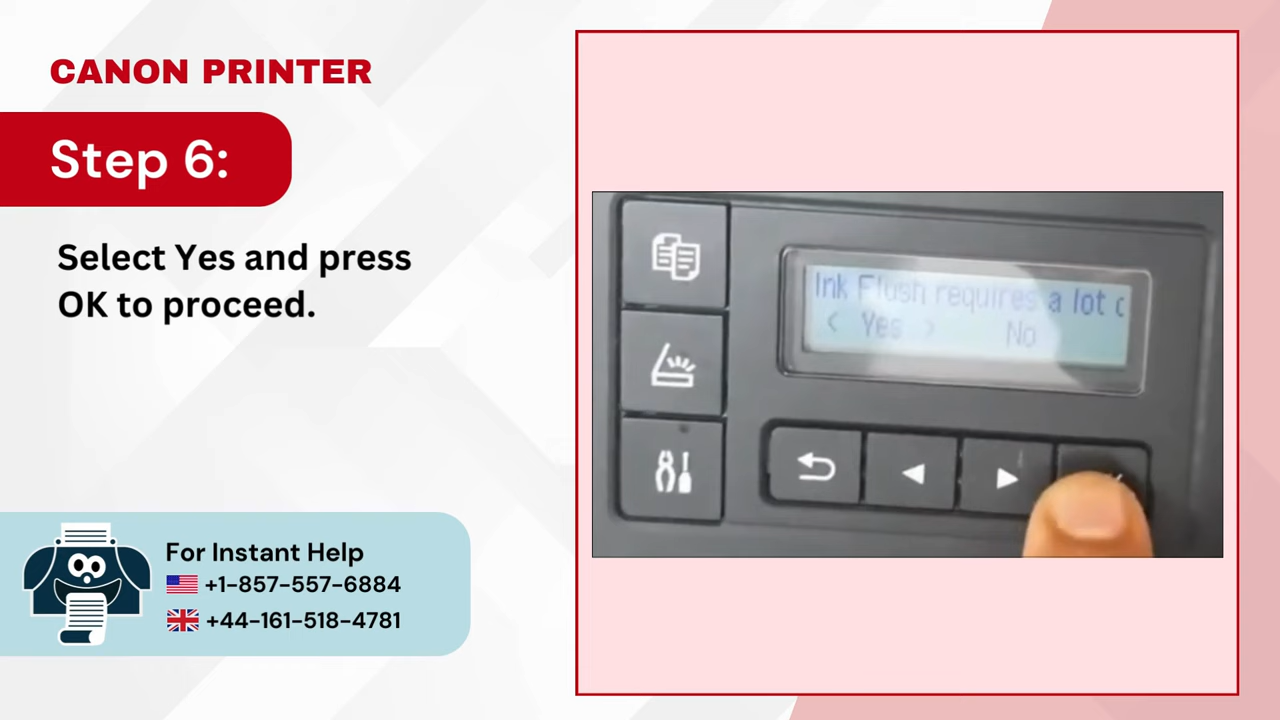 CANON PRINTER
Step 6:
Select Yes and press
OK to proceed.
For Instant Help
+1-857-557-6884
+44-161-518-4781
Ink Flush requires a lot
< Yes > No